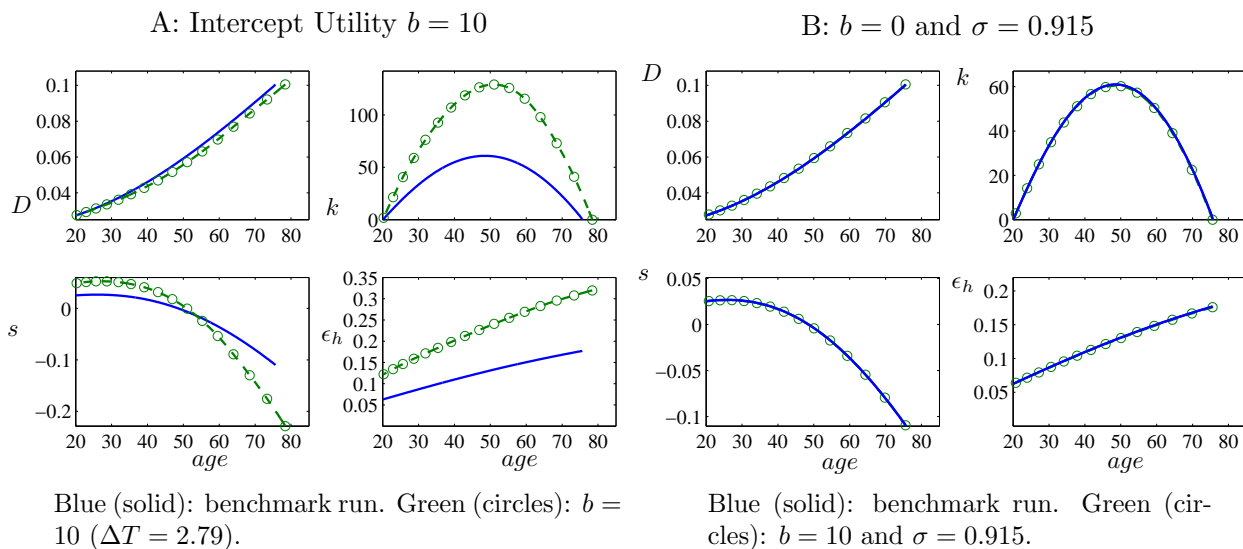 A: Intercept Utility b = 10
B: b = 0 and σ = 0.915
0.1
0.08
0.06
0.04
D
20 30 40 50 60 70 80
100
50
0
k
20 30 40 50 60 70 80
D
0.1
0.08
0.06
0.04
20 30 40 50 60 70 80
k
60
40
20
0
20 30 40 50 60 70 80
0
−0.1
−0.2
s
20 30 40 50 60 70 80
age
0.35
0.3
0.25
0.2
0.15
0.1
0.05
ϵh
20 30 40 50 60 70 80
age
s
0.05
0
−0.05
−0.1
20 30 40 50 60 70 80
age
ϵh
0.2
0.15
0.1
0.05
20 30 40 50 60 70 80
age
Blue (solid): benchmark run. Green (circles): b =
10 (ΔT = 2.79).
Blue (solid): benchmark run. Green (cir-
cles): b = 10 and σ = 0.915.